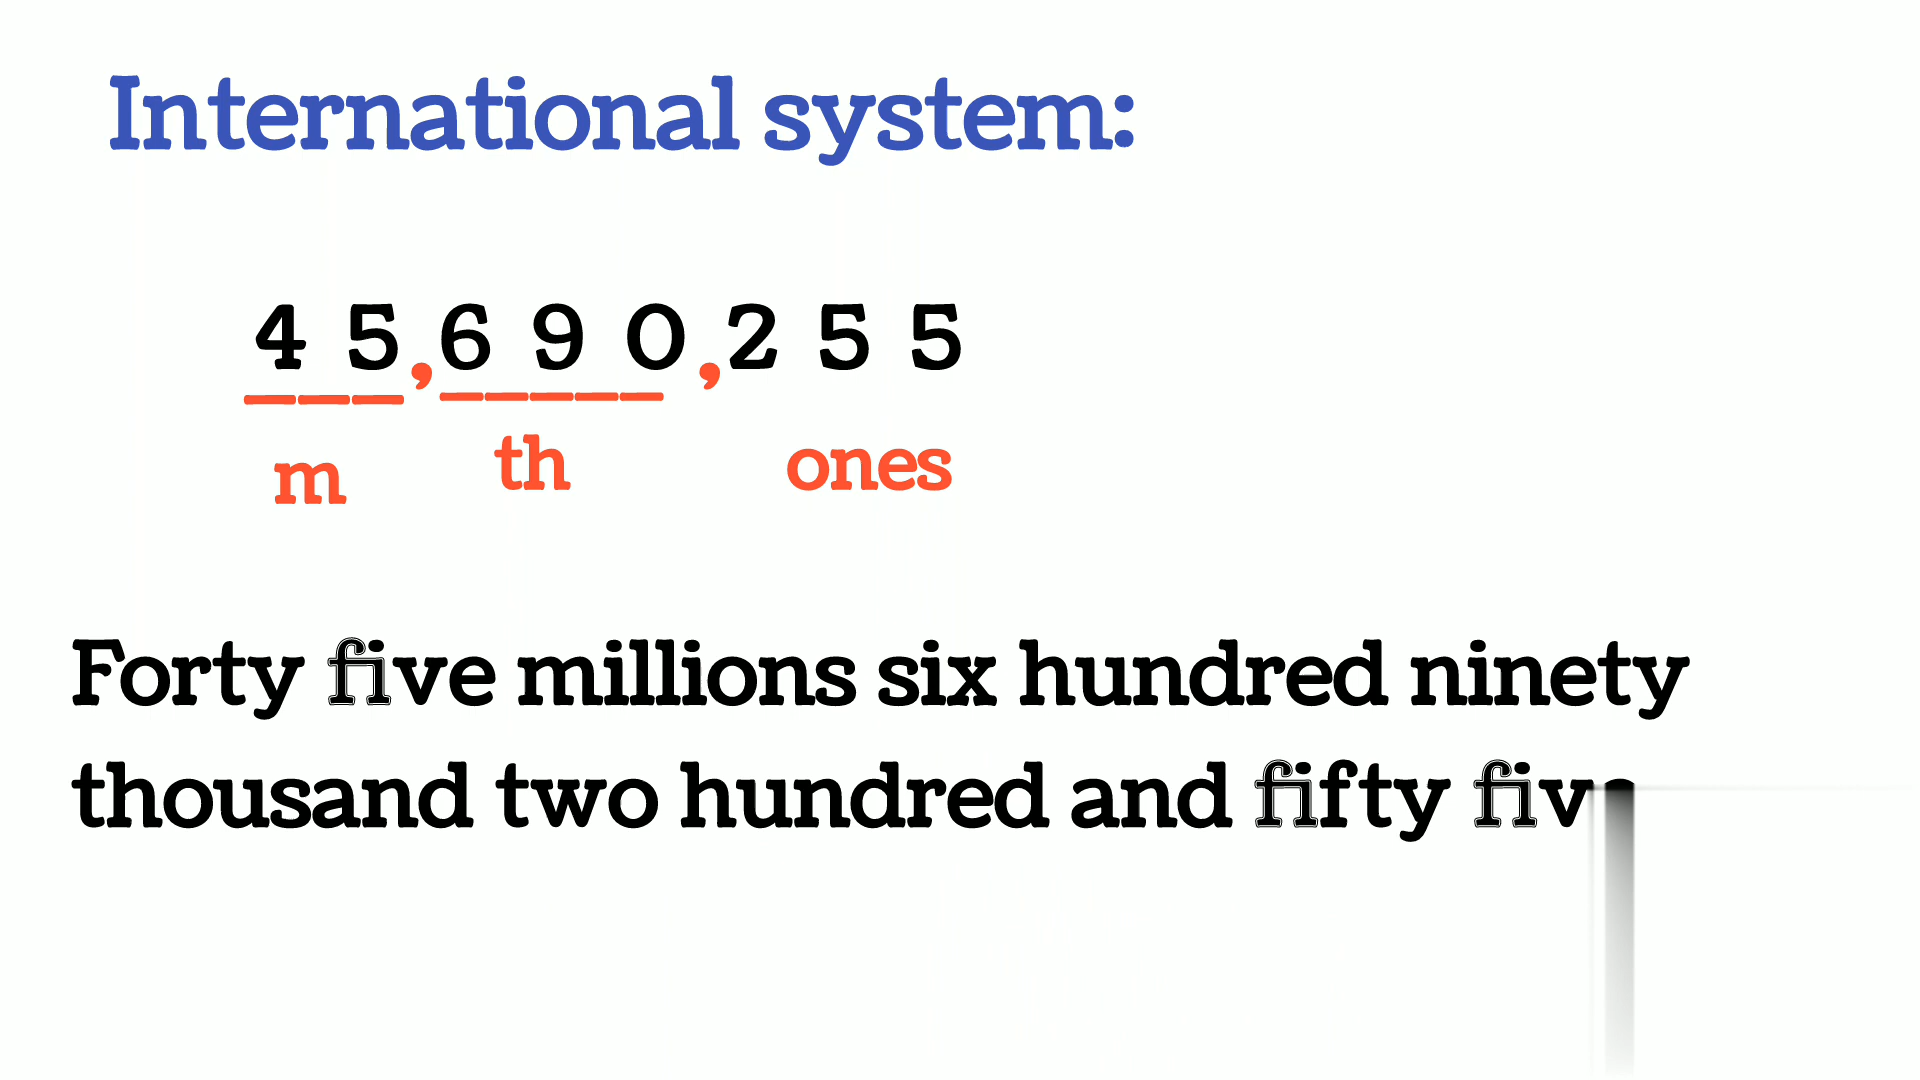 International system:
4 5,6 9 0,2 5 5
m th ones
Forty five millions six hundred ninety
thousand two hundred and fifty five